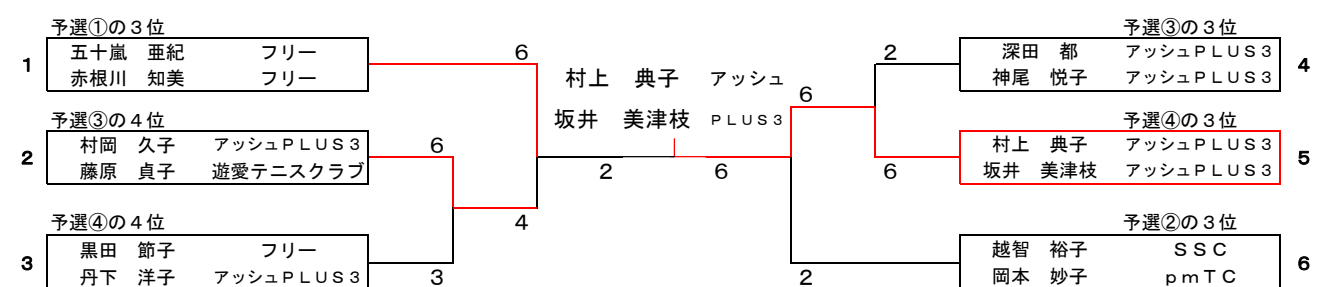 予選①の３位
1
五十嵐　亜紀　フリー
赤根川　知美　フリー
予選③の４位
2
村岡　久子　アッシュＰＬＵＳ３
藤原　貞子　遊愛テニスクラブ
予選④の４位
3
黒田　節子　フリー
丹下　洋子　アッシュＰＬＵＳ３
6
6
3
4
村上　典子　アッシュ
坂井　美津枝　ＰＬＵＳ３
2
6
6
2
2
6
予選③の３位
深田　都　アッシュＰＬＵＳ３
神尾　悦子　アッシュＰＬＵＳ３
4
予選④の３位
村上　典子　アッシュＰＬＵＳ３
坂井　美津枝　アッシュＰＬＵＳ３
5
予選②の３位
越智　裕子　ＳＳＣ
岡本　妙子　ｐｍＴＣ
6